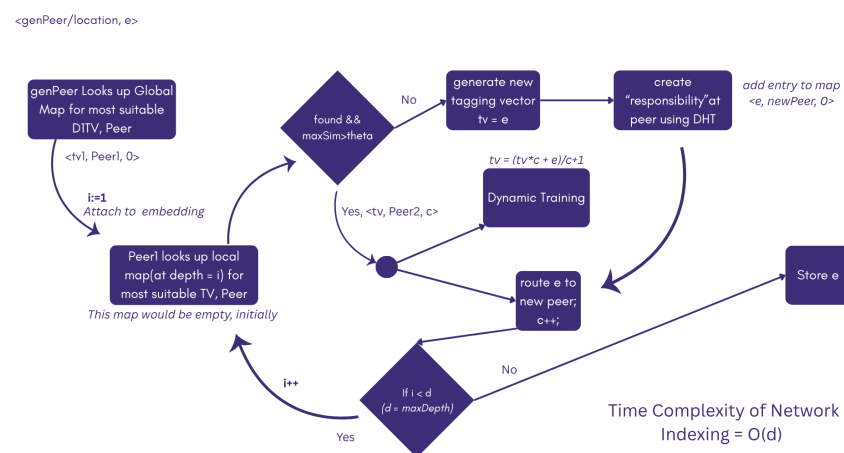 <genPeer/location, e>
genPeer Looks up Global
Map for most suitable
D1TV, Peer
<tv1, Peer1, 0>
i:=1
Attach to embedding
Peer1 looks up local
map(at depth = i) for
most suitable TV, Peer
This map would be empty, initially
found &&
maxSim>theta
No
generate new
tagging vector
tv = e
create
“responsibility”at
peer using DHT
add entry to map
<e, newPeer, 0>
Yes, <tv, Peer2, c>
tv = (tv*c + e)/c+1
Dynamic Training
route e to
new peer;
c++;
Store e
i++
If i < d
(d = maxDepth)
No
Yes
Time Complexity of Network
Indexing = O(d)